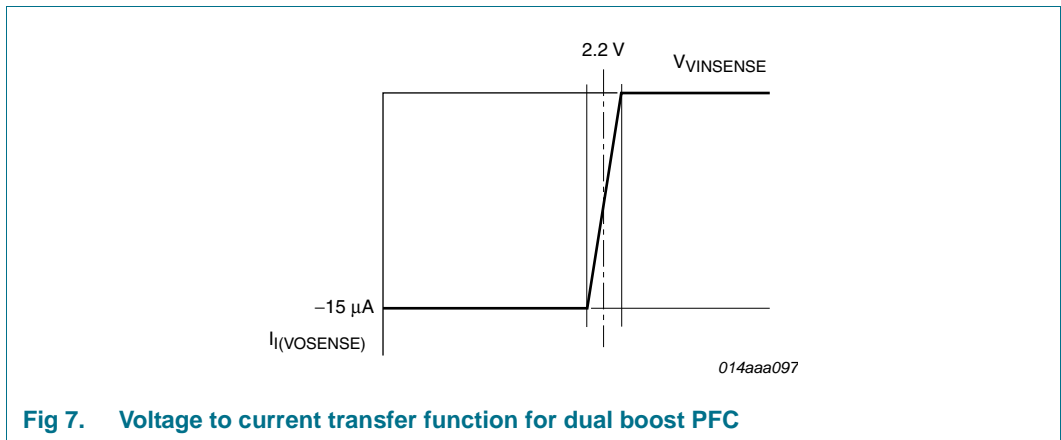 2.2 V
VVINSENSE
−15 μA
II(VOSENSE)
014aaa097
Fig 7. Voltage to current transfer function for dual boost PFC